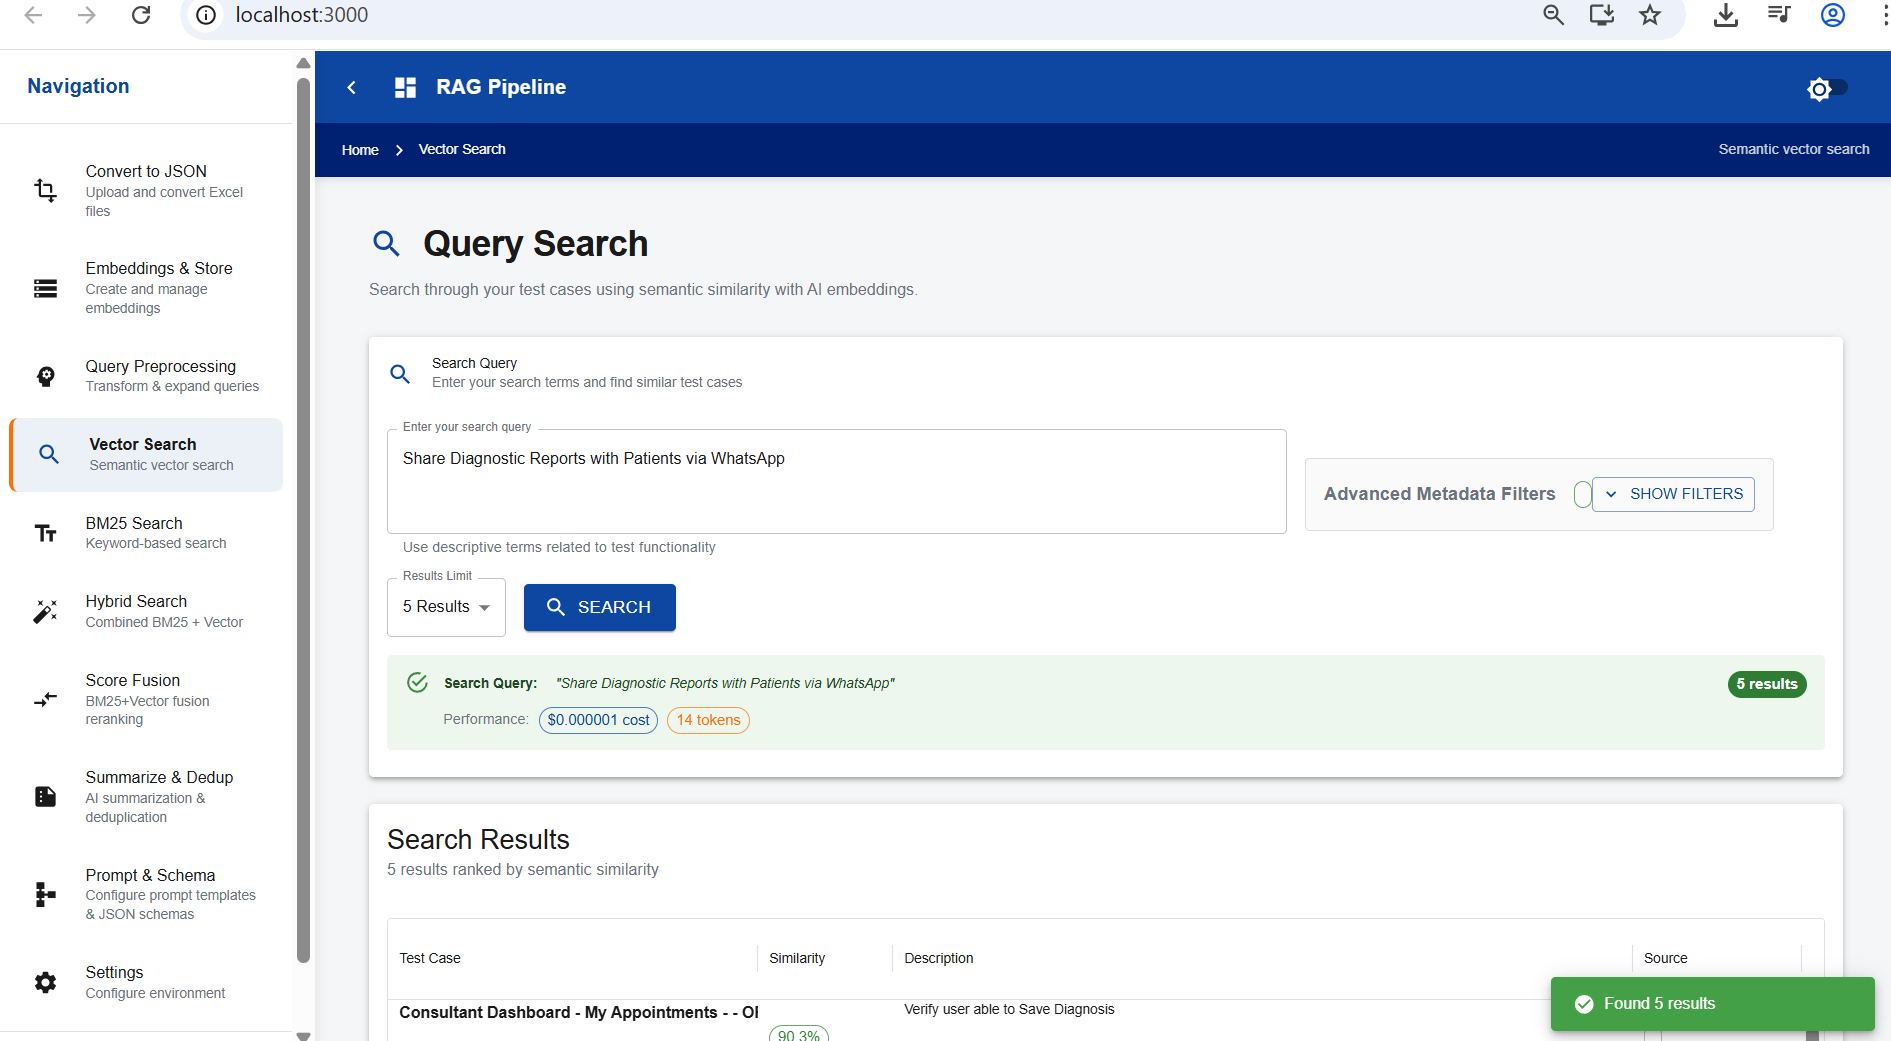 localhost:3000
Navigation
Convert to JSON
Upload and convert Excel
files
Embeddings & Store
Create and manage
embeddings
Query Preprocessing
Transform & expand queries
Vector Search
Semantic vector search
BM25 Search
Keyword-based search
Hybrid Search
Combined BM25 + Vector
Score Fusion
BM25+Vector fusion
reranking
Summarize & Dedup
AI summarization &
deduplication
Prompt & Schema
Configure prompt templates
& JSON schemas
Settings
Configure environment
RAG Pipeline
Home > Vector Search
Semantic vector search
Query Search
Search through your test cases using semantic similarity with AI embeddings.
Search Query
Enter your search terms and find similar test cases
Enter your search query
Share Diagnostic Reports with Patients via WhatsApp
Use descriptive terms related to test functionality
Advanced Metadata Filters
SHOW FILTERS
Results Limit
5 Results
SEARCH
Search Query: "Share Diagnostic Reports with Patients via WhatsApp"
5 results
Performance: $0.000001 cost 14 tokens
Search Results
5 results ranked by semantic similarity
Test Case Similarity Description Source
Consultant Dashboard - My Appointments - -
90.3%
Verify user able to Save Diagnosis
Found 5 results